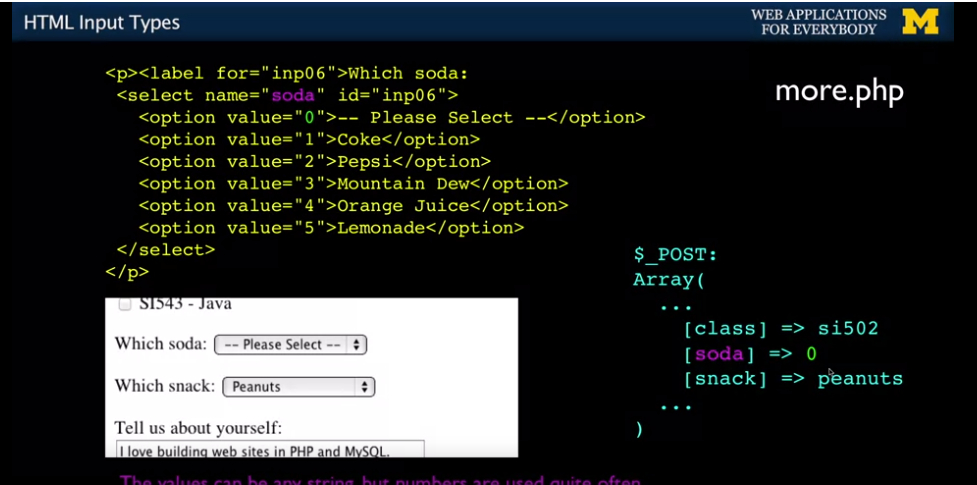 HTML Input Types
WEB APPLICATIONS
FOR EVERYBODY
M
more.php
<p><label for="inp06">Which soda:
<select name="soda" id="inp06">
<option value="0">-- Please Select --</option>
<option value="1">Coke</option>
<option value="2">Pepsi</option>
<option value="3">Mountain Dew</option>
<option value="4">Orange Juice</option>
<option value="5">Lemonade</option>
</select>
</p>
$_POST:
Array(
...
[class] => si502
[soda] => 0
[snack] => peanuts
...
)
SI543 - Java
Which soda: -- Please Select --
Which snack: Peanuts
Tell us about yourself:
I love building web sites in PHP and MySQL.
The values can be any string, but numbers are used quite often.